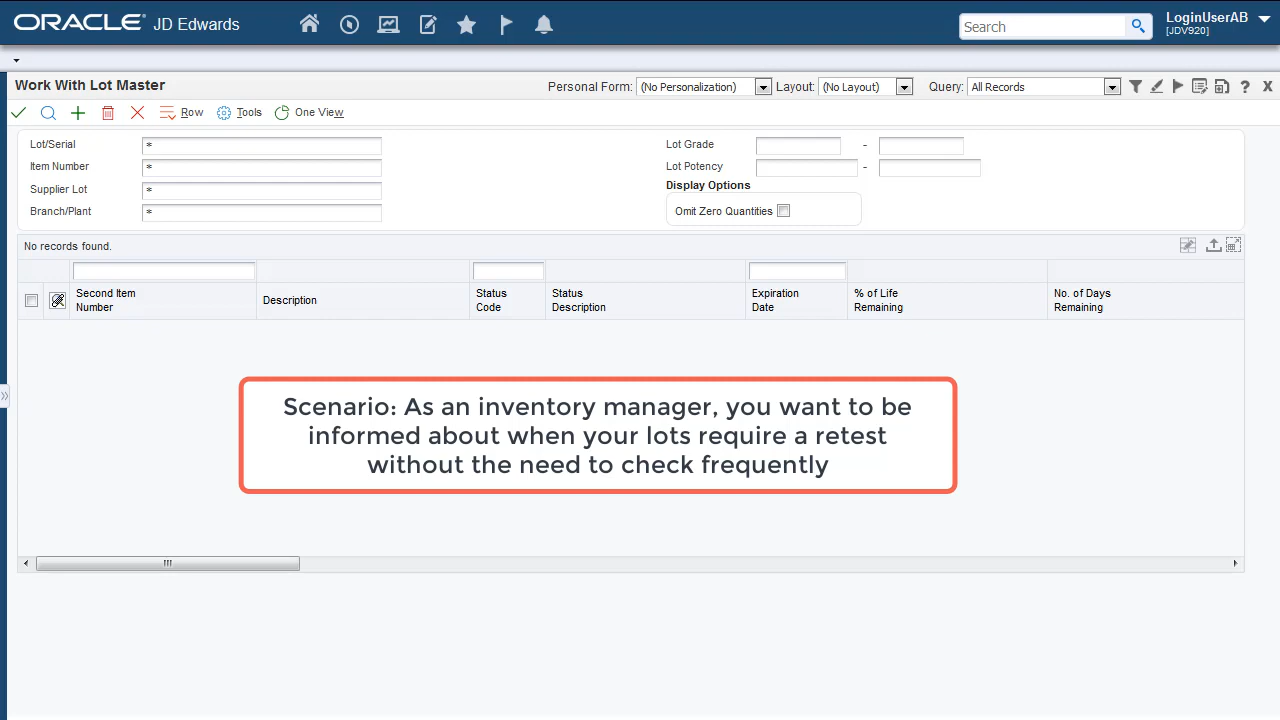 ORACLE JD Edwards
Search
LoginUserAB
[JDV920]
Work With Lot Master
Personal Form: (No Personalization) Layout: (No Layout) Query: All Records
? X
Row Tools One View
Lot/Serial *
Item Number *
Supplier Lot *
Branch/Plant *
Lot Grade -
Lot Potency -
Display Options
Omit Zero Quantities
No records found.
Second Item
Number
Description
Status
Code
Status
Description
Expiration
Date
% of Life
Remaining
No. of Days
Remaining
Scenario: As an inventory manager, you want to be
informed about when your lots require a retest
without the need to check frequently